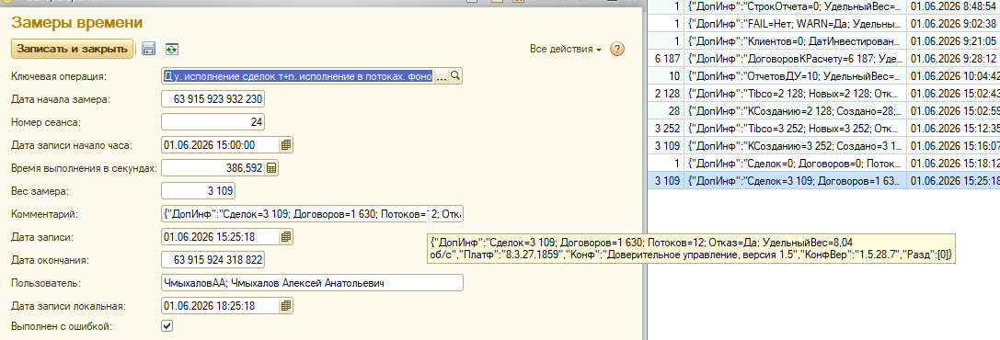 Замеры времени
Записать и закрыть
Все действия
?
Ключевая операция: Д у. исполнение сделок т+n. исполнение в потоках. фоно ...
Дата начала замера: 63 915 923 932 230
Номер сеанса: 24
Дата записи начало часа: 01.06.2026 15:00:00
Время выполнения в секундах: 386,592
Вес замера: 3 109
Комментарий: {"ДопИнф":"Сделок=3 109; Договоров=1 630; Потоков=12; Отка
Дата записи: 01.06.2026 15:25:18
Дата окончания: 63 915 924 318 822
Пользователь: ЧмыхаловАА; Чмыхалов Алексей Анатольевич
Дата записи локальная: 01.06.2026 18:25:18
Выполнен с ошибкой:
1 {"ДопИнф":"СтрокОтчета=0; УдельныйВес=... 01.06.2026 8:48:54
1 {"ДопИнф":"FAIL=Нет; WARN=Да; Удельны... 01.06.2026 9:02:38
1 {"ДопИнф":"Клиентов=0; ДатИнвестирован... 01.06.2026 9:21:05
6 187 {"ДопИнф":"ДоговоровКРасчету=6 187; Уде... 01.06.2026 9:28:12
10 {"ДопИнф":"ОтчетовДУ=10; УдельныйВес=... 01.06.2026 10:04:42
2 128 {"ДопИнф":"Tibco=2 128; Новых=2 128; Отказ... 01.06.2026 15:02:43
28 {"ДопИнф":"КСозданию=2 128; Создано=28;... 01.06.2026 15:02:59
3 252 {"ДопИнф":"Tibco=3 252; Новых=3 252; Отказ... 01.06.2026 15:12:35
3 109 {"ДопИнф":"КСозданию=3 252; Создано=3 1... 01.06.2026 15:16:07
1 {"ДопИнф":"Сделок=0; Договоров=0; Поток... 01.06.2026 15:18:12
3 109 {"ДопИнф":"Сделок=3 109; Договоров=1 63... 01.06.2026 15:25:18
{"ДопИнф":"Сделок=3 109; Договоров=1 630; Потоков=12; Отказ=Да; УдельныйВес=8,04
об/с","Платф":"8.3.27.1859","Конф":"Доверительное управление, версия 1.5","КонфВер":"1.5.28.7","Разд":[0]}